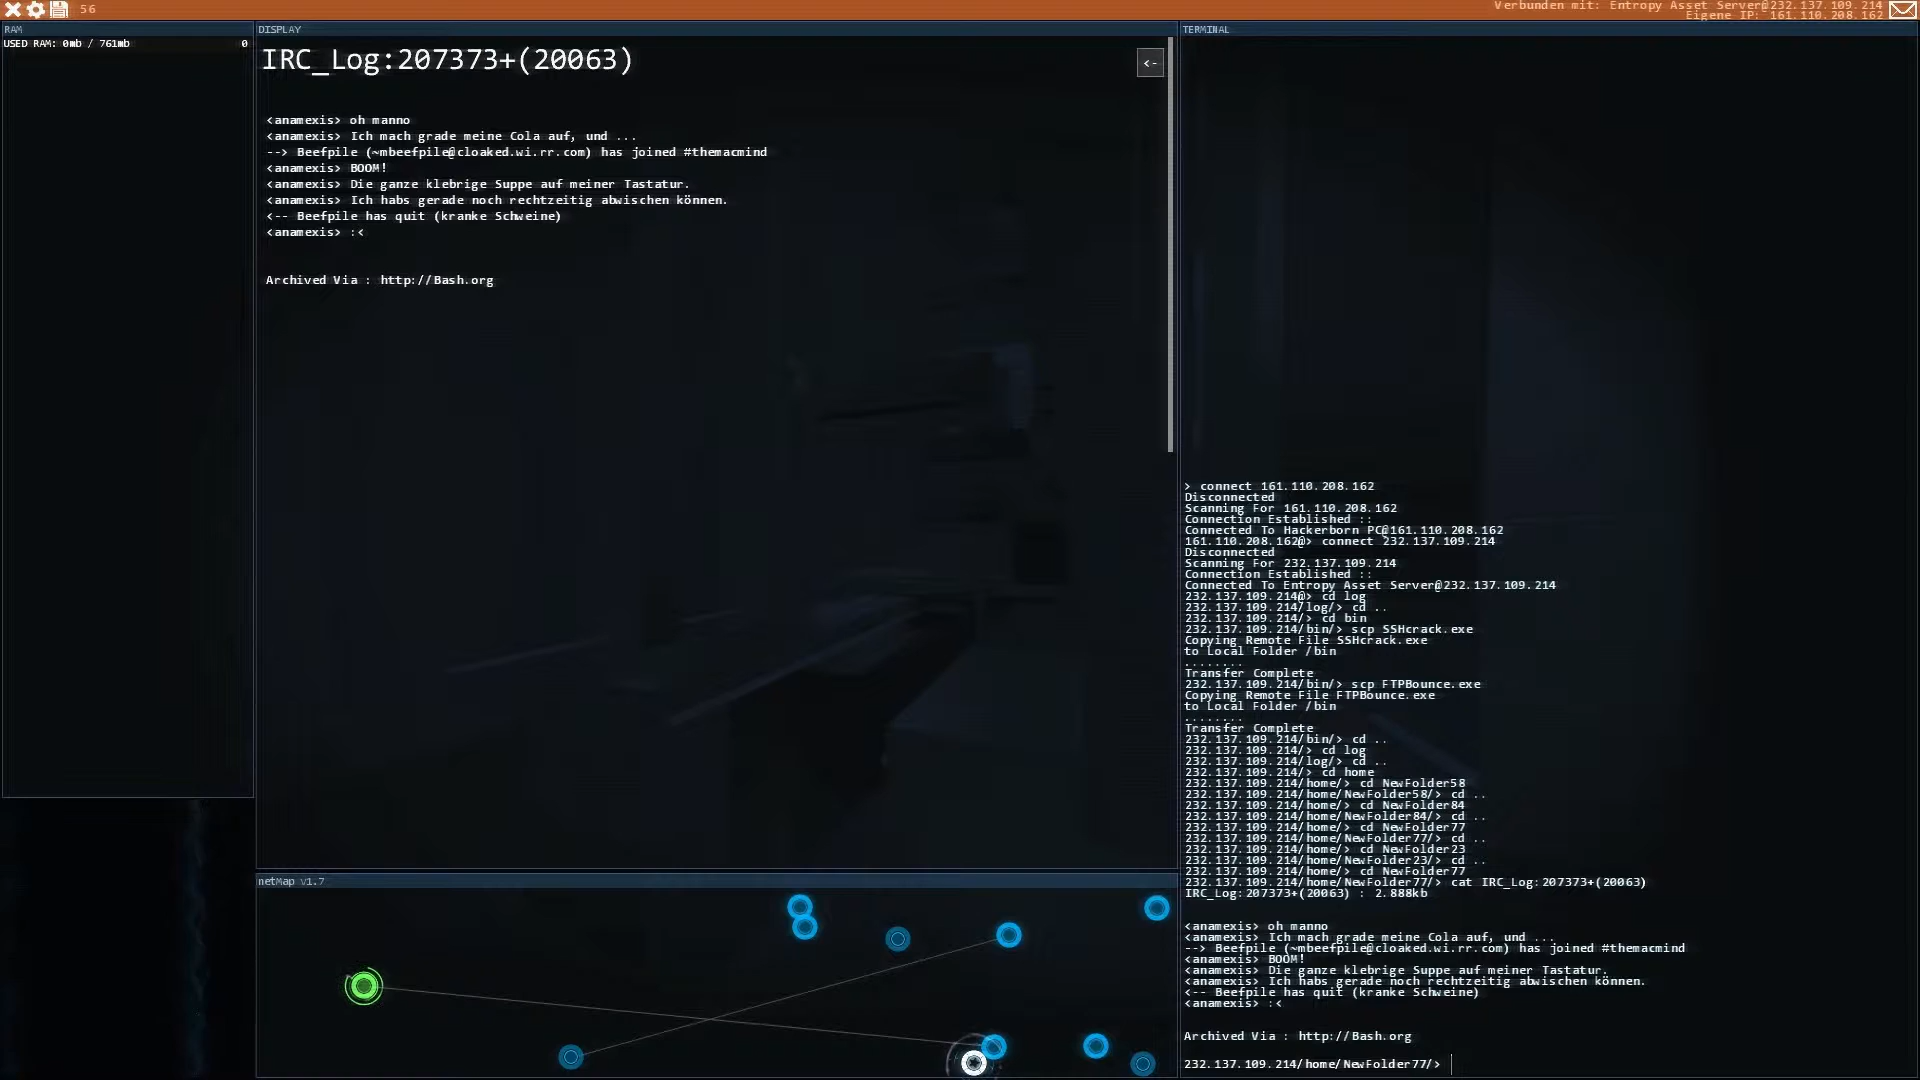 56
Verbunden mit: Entropy Asset Server@232.137.109.214
Eigene IP: 161.110.208.162
RAM
USED RAM: 0mb / 761mb
0
DISPLAY
IRC_Log:207373+(20063)
<-
<anamexis> oh manno
<anamexis> Ich mach grade meine Cola auf, und ...
--> Beefpile (~mbeefpile@cloaked.wi.rr.com) has joined #themacmind
<anamexis> BOOM!
<anamexis> Die ganze klebrige Suppe auf meiner Tastatur.
<anamexis> Ich habs gerade noch rechtzeitig abwischen können.
<-- Beefpile has quit (kranke Schweine)
<anamexis> :<
Archived Via : http://Bash.org
netMap v1.7
TERMINAL
> connect 161.110.208.162
Disconnected
Scanning For 161.110.208.162
Connection Established ::
Connected To Hackerborn PC@161.110.208.162
161.110.208.162@> connect 232.137.109.214
Disconnected
Scanning For 232.137.109.214
Connection Established ::
Connected To Entropy Asset Server@232.137.109.214
232.137.109.214@> cd log
232.137.109.214/log/> cd ..
232.137.109.214/> cd bin
232.137.109.214/bin/> scp SSHcrack.exe
Copying Remote File SSHcrack.exe
to Local Folder /bin
........
Transfer Complete
232.137.109.214/bin/> scp FTPBounce.exe
Copying Remote File FTPBounce.exe
to Local Folder /bin
........
Transfer Complete
232.137.109.214/bin/> cd ..
232.137.109.214/> cd log
232.137.109.214/log/> cd ..
232.137.109.214/> cd home
232.137.109.214/home/> cd NewFolder58
232.137.109.214/home/NewFolder58/> cd ..
232.137.109.214/home/> cd NewFolder84
232.137.109.214/home/NewFolder84/> cd ..
232.137.109.214/home/> cd NewFolder77
232.137.109.214/home/NewFolder77/> cd ..
232.137.109.214/home/> cd NewFolder23
232.137.109.214/home/NewFolder23/> cd ..
232.137.109.214/home/> cd NewFolder77
232.137.109.214/home/NewFolder77/> cat IRC_Log:207373+(20063)
IRC_Log:207373+(20063) : 2.888kb
<anamexis> oh manno
<anamexis> Ich mach grade meine Cola auf, und ...
--> Beefpile (~mbeefpile@cloaked.wi.rr.com) has joined #themacmind
<anamexis> BOOM!
<anamexis> Die ganze klebrige Suppe auf meiner Tastatur.
<anamexis> Ich habs gerade noch rechtzeitig abwischen können.
<-- Beefpile has quit (kranke Schweine)
<anamexis> :<
Archived Via : http://Bash.org
232.137.109.214/home/NewFolder77/>